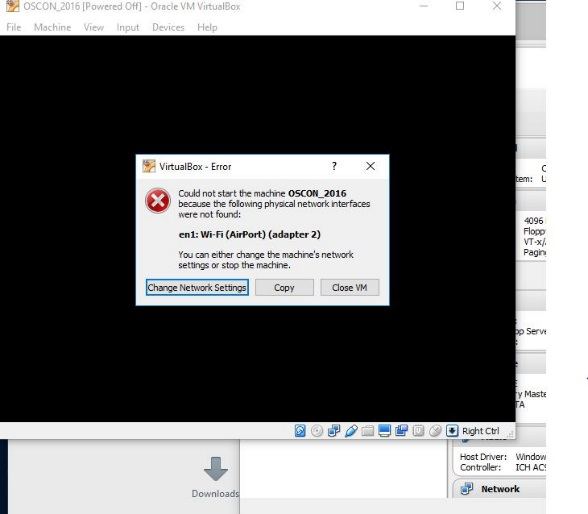 OSCON_2016 [Powered Off] - Oracle VM VirtualBox
File Machine View Input Devices Help
VirtualBox - Error ? X
Could not start the machine OSCON_2016
because the following physical network interfaces
were not found:
en1: Wi-Fi (AirPort) (adapter 2)
You can either change the machine's network
settings or stop the machine.
Change Network Settings Copy Close VM
tem:
4096
Flopp
VT-x/
Pagin
op Serve
y Maste
TA
Right Ctrl
Host Driver: Window
Controller: ICH AC
Network
Downloads